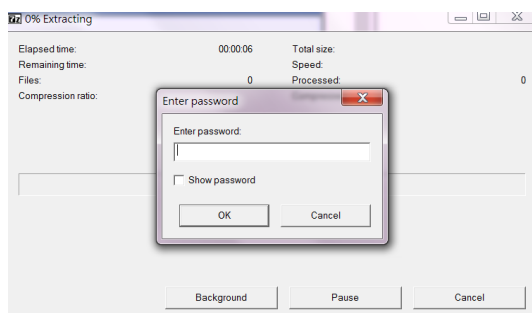 7z 0% Extracting
Elapsed time: 00:00:06 Total size:
Remaining time: Speed:
Files: 0 Processed: 0
Compression ratio:
Enter password
Enter password:
Show password
OK Cancel
Background Pause Cancel